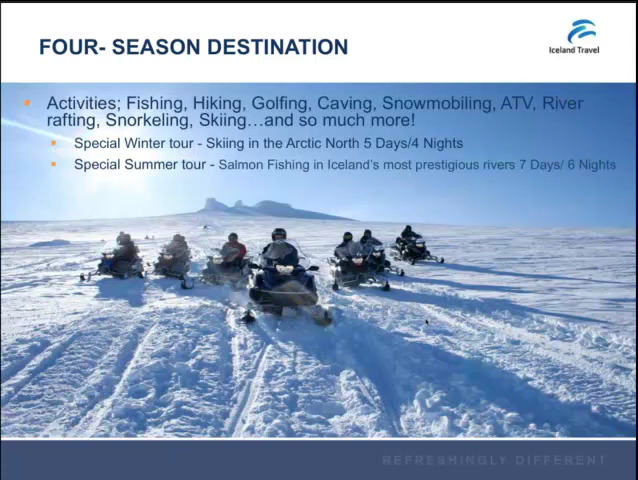 FOUR- SEASON DESTINATION
Iceland Travel
Activities; Fishing, Hiking, Golfing, Caving, Snowmobiling, ATV, River
rafting, Snorkeling, Skiing…and so much more!
Special Winter tour - Skiing in the Arctic North 5 Days/4 Nights
Special Summer tour - Salmon Fishing in Iceland's most prestigious rivers 7 Days/ 6 Nights
REFRESHINGLY DIFFERENT